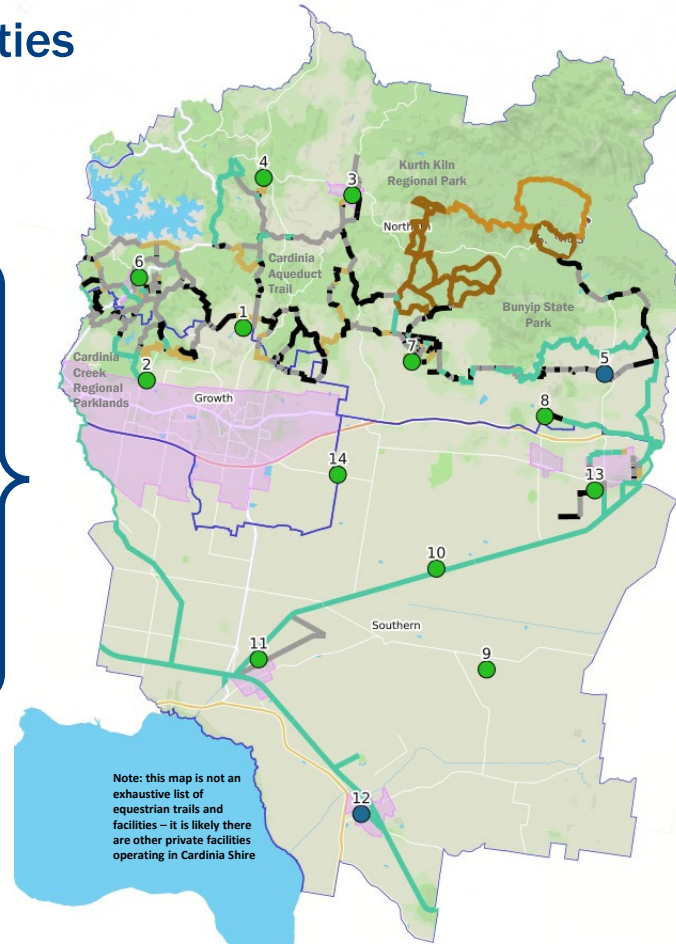 ties
4
3
Kurth Kiln
Regional Park
6
Cardinia
Aqueduct
Trail
1
Bunyip State
Park
Cardinia
Creek
Regional
Parklands
2
7
5
Growth
8
14
13
10
11
Southern
9
Note: this map is not an
exhaustive list of
equestrian trails and
facilities – it is likely there
are other private facilities
operating in Cardinia Shire
12